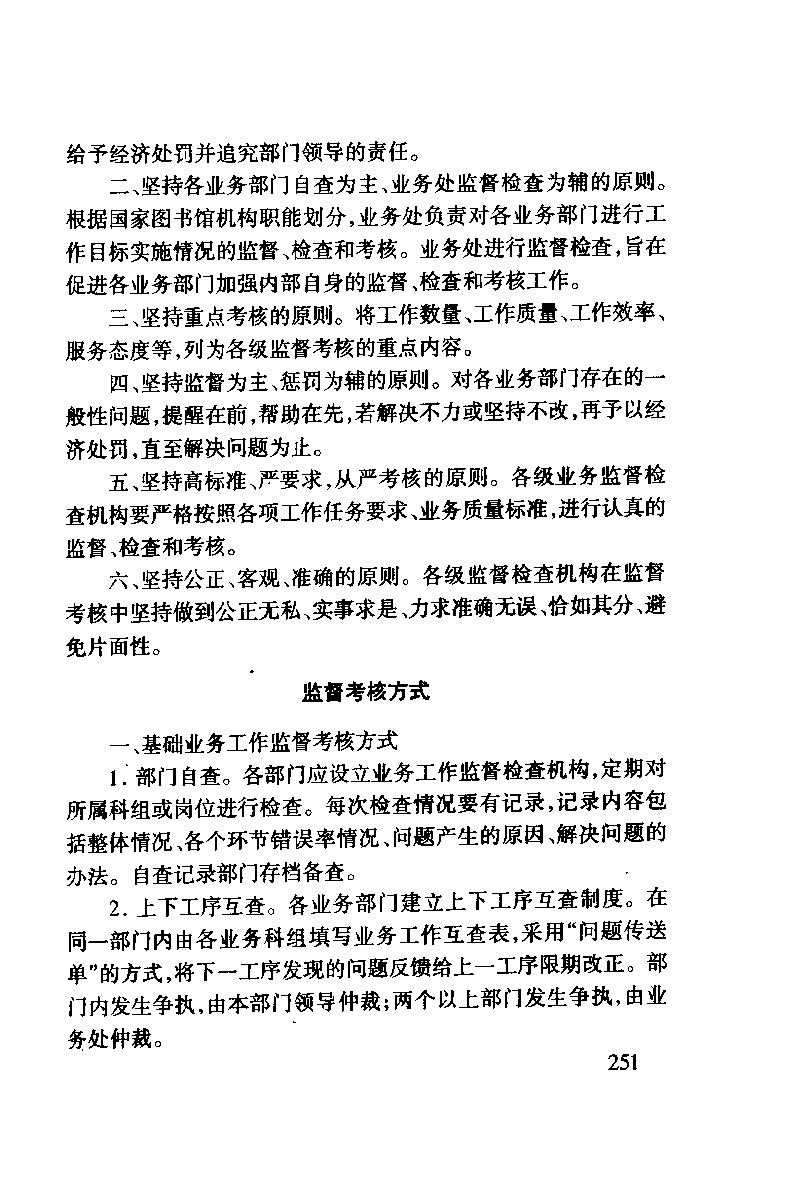 给予经济处罚并追究部门领导的责任。
二、坚持各业务部门自查为主、业务处监督检查为辅的原则。
根据国家图书馆机构职能划分,业务处负责对各业务部门进行工
作目标实施情况的监督、检查和考核。业务处进行监督检查,旨在
促进各业务部门加强内部自身的监督、检查和考核工作。
三、坚持重点考核的原则。将工作数量、工作质量、工作效率、
服务态度等,列为各级监督考核的重点内容。
四、坚持监督为主、惩罚为辅的原则。对各业务部门存在的一
般性问题,提醒在前,帮助在先,若解决不力或坚持不改,再予以经
济处罚,直至解决问题为止。
五、坚持高标准、严要求,从严考核的原则。各级业务监督检
查机构要严格按照各项工作任务要求、业务质量标准,进行认真的
监督、检查和考核。
六、坚持公正、客观、准确的原则。各级监督检查机构在监督
考核中坚持做到公正无私、实事求是、力求准确无误、恰如其分、避
免片面性。
监督考核方式
一、基础业务工作监督考核方式
1. 部门自查。各部门应设立业务工作监督检查机构,定期对
所属科组或岗位进行检查。每次检查情况要有记录,记录内容包
括整体情况、各个环节错误率情况、问题产生的原因、解决问题的
办法。自查记录部门存档备查。
2. 上下工序互查。各业务部门建立上下工序互查制度。在
同一部门内由各业务科组填写业务工作互查表,采用“问题传送
单”的方式,将下一工序发现的问题反馈给上一工序限期改正。部
门内发生争执,由本部门领导仲裁;两个以上部门发生争执,由业
务处仲裁。
251